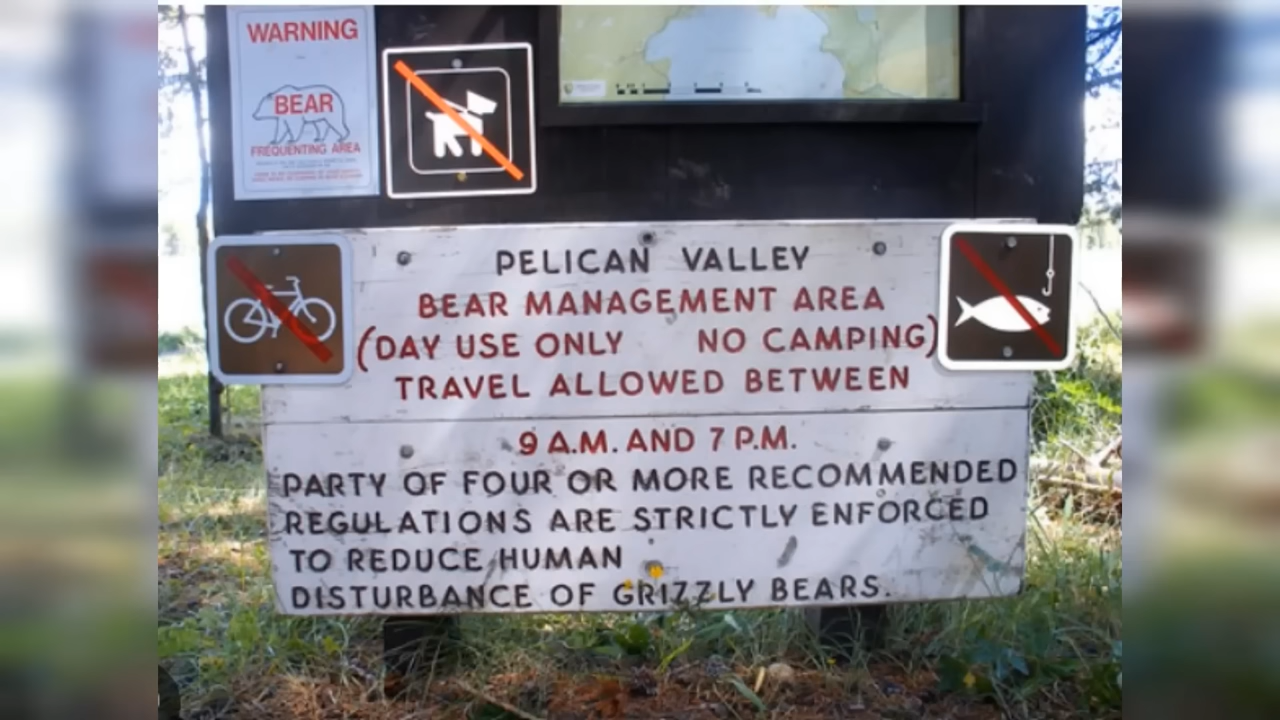 WARNING
BEAR
FREQUENTING AREA
PELICAN VALLEY
BEAR MANAGEMENT AREA
(DAY USE ONLY NO CAMPING)
TRAVEL ALLOWED BETWEEN
9 A.M. AND 7 P.M.
PARTY OF FOUR OR MORE RECOMMENDED
REGULATIONS ARE STRICTLY ENFORCED
TO REDUCE HUMAN
DISTURBANCE OF GRIZZLY BEARS.